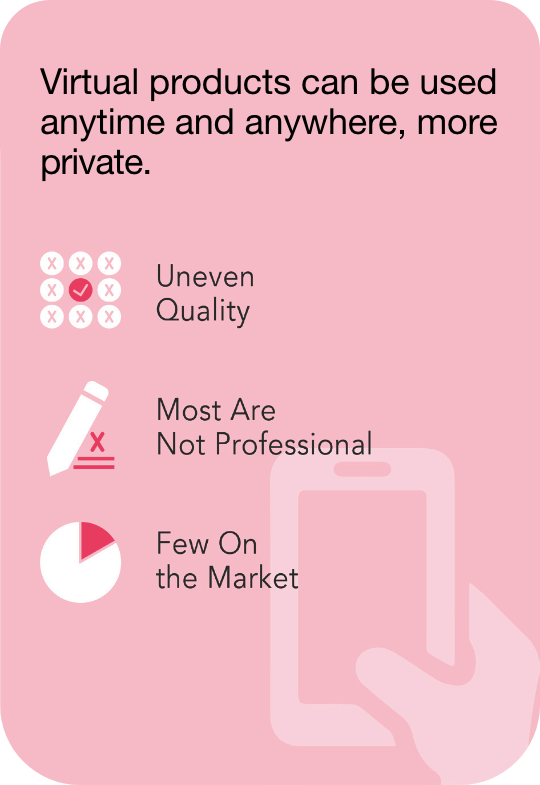 Virtual products can be used
anytime and anywhere, more
private.
Uneven
Quality
Most Are
Not Professional
Few On
the Market